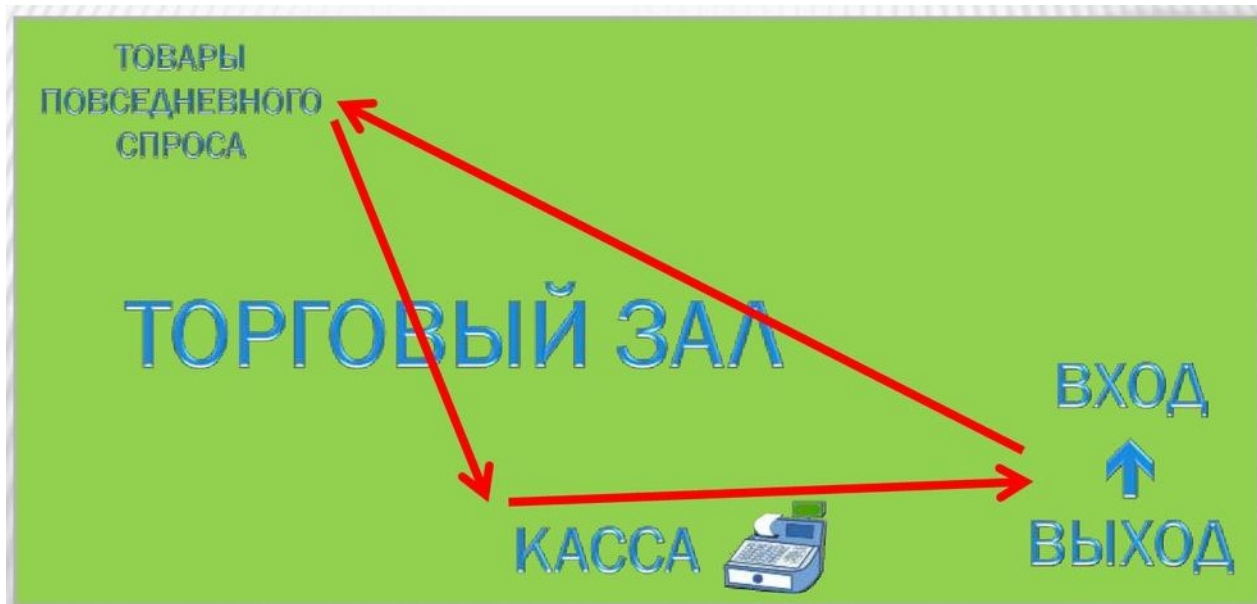 ТОВАРЫ
ПОВСЕДНЕВНОГО
СПРОСА
ТОРГОВЫЙ ЗАЛ
ВХОД
ВЫХОД
КАССА